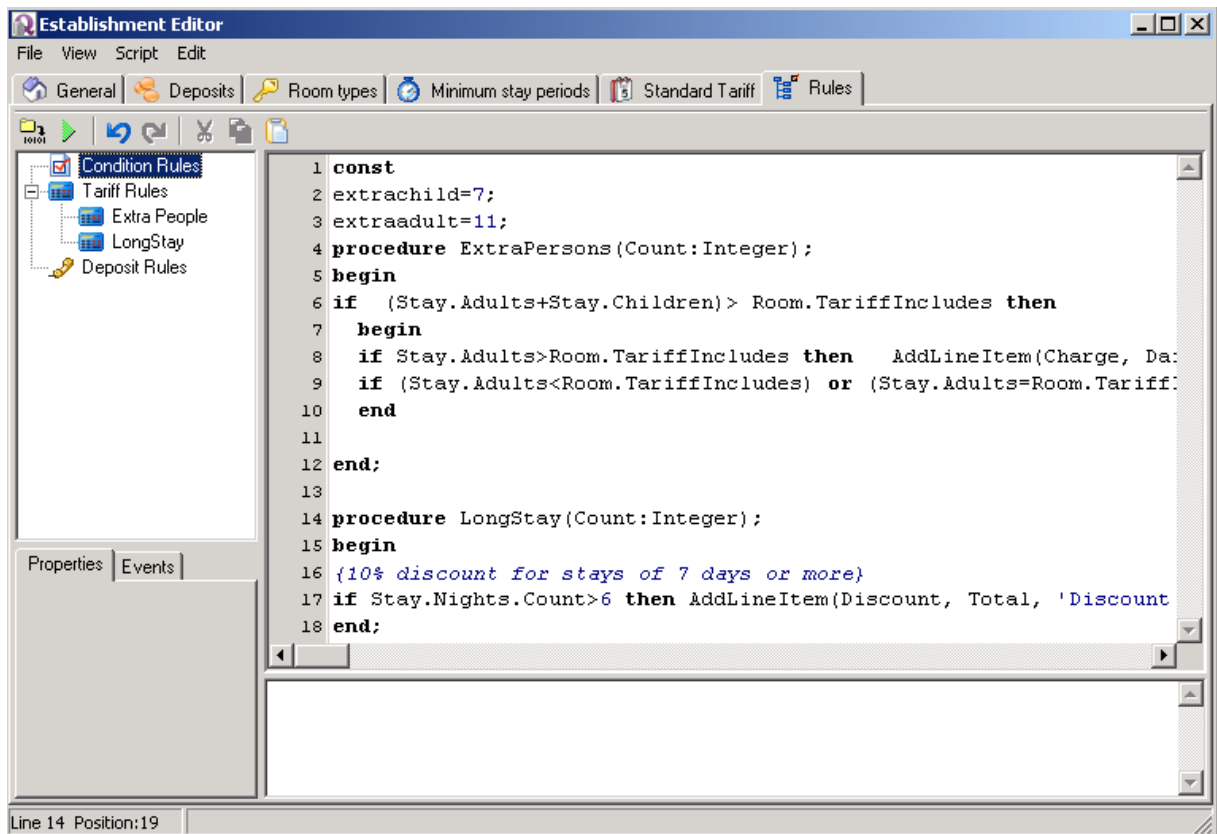 Establishment Editor
File View Script Edit
General Deposits Room types Minimum stay periods Standard Tariff Rules
Condition Rules
Tariff Rules
Extra People
LongStay
Deposit Rules
1 const
2 extrachild=7;
3 extraadult=11;
4 procedure ExtraPersons(Count:Integer);
5 begin
6 if (Stay.Adults+Stay.Children)> Room.TariffIncludes then
7 begin
8 if Stay.Adults>Room.TariffIncludes then AddLineItem(Charge,
9 if (Stay.Adults<Room.TariffIncludes) or
10 end
11
12 end;
13
14 procedure LongStay(Count:Integer);
15 begin
16 {10% discount for stays of 7 days or more}
17 if Stay.Nights.Count>6 then AddLineItem(Discount, Total, 'Discount
18 end;
Properties Events
Line 14 Position:19